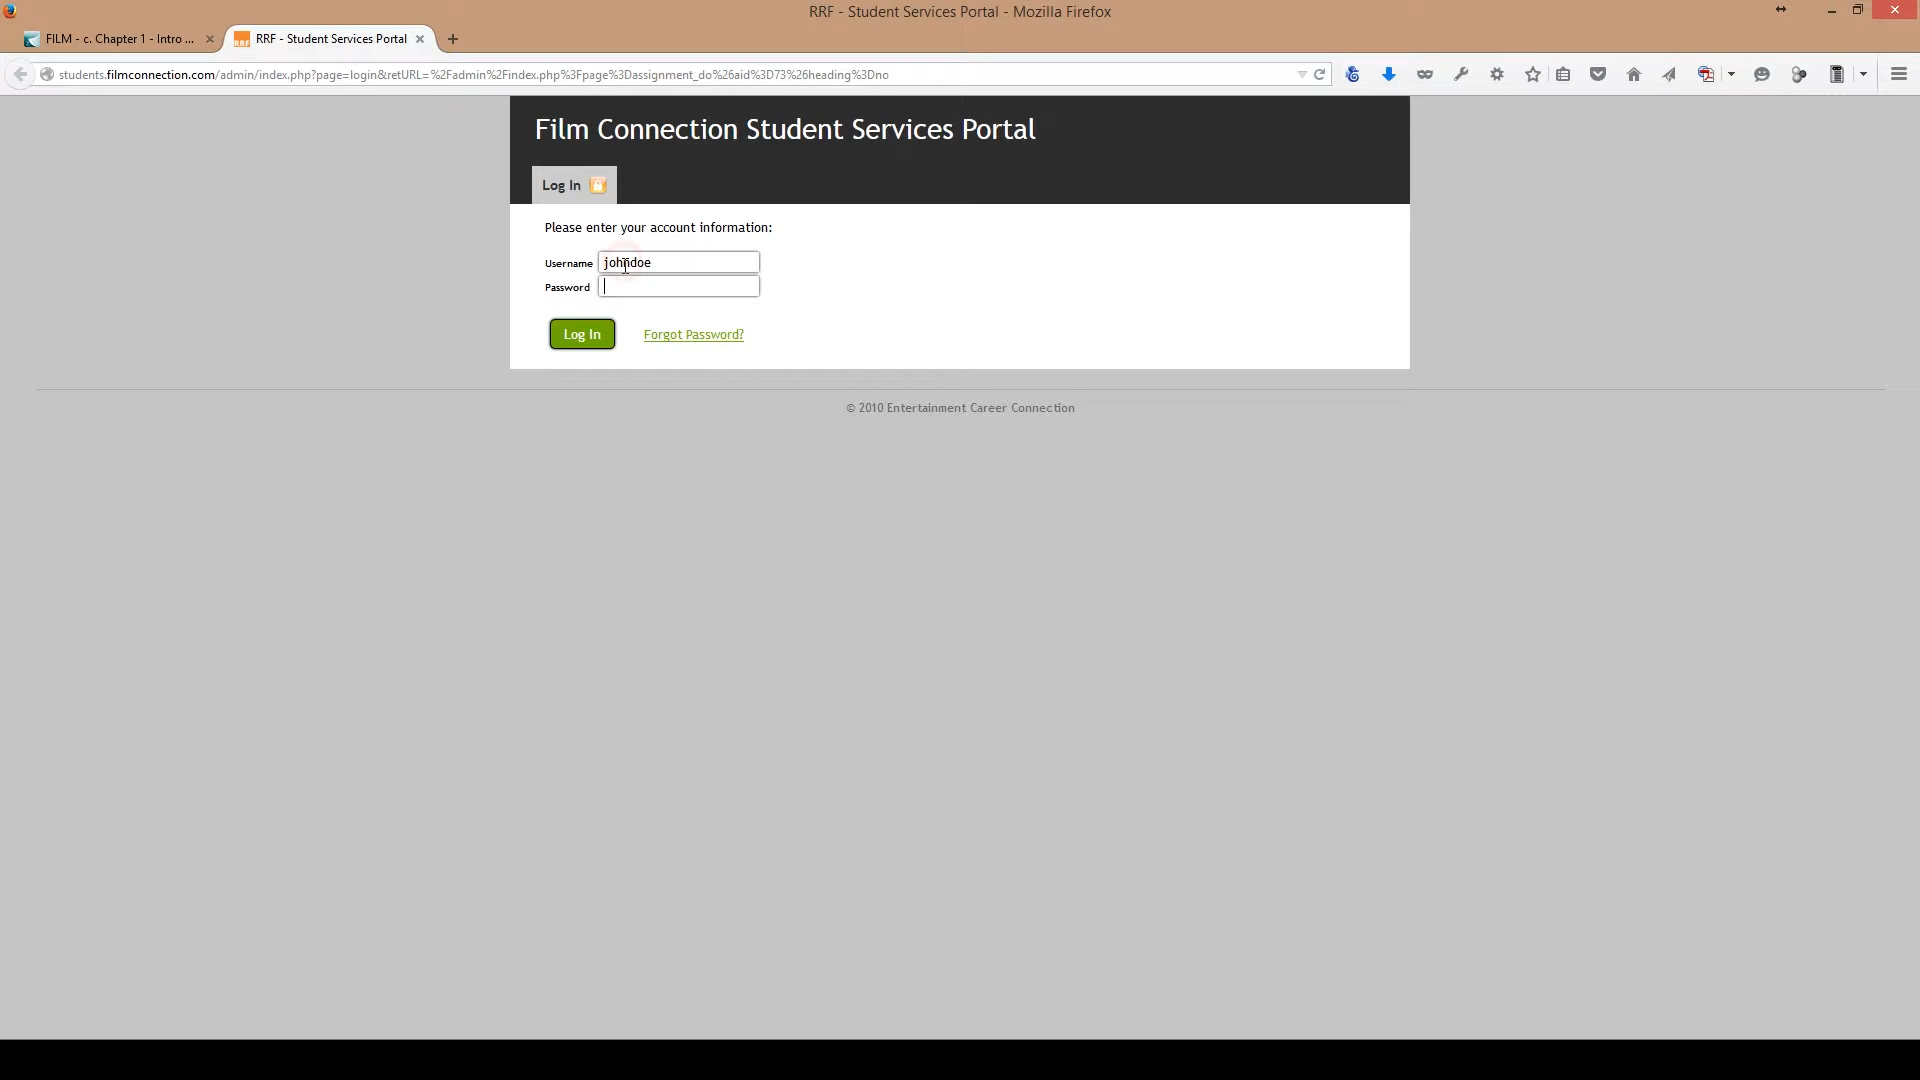 RRF - Student Services Portal - Mozilla Firefox
FILM - c. Chapter 1 - Intro ...
RRF - Student Services Portal
students.filmconnection.com/admin/index.php?page=login&retURL=%2Fadmin%2Findex.php%3Fpage%3Dassignment_do%26aid%3D73%26heading%3Dno
Film Connection Student Services Portal
Log In
Please enter your account information:
Username johndoe
Password
Log In Forgot Password?
© 2010 Entertainment Career Connection